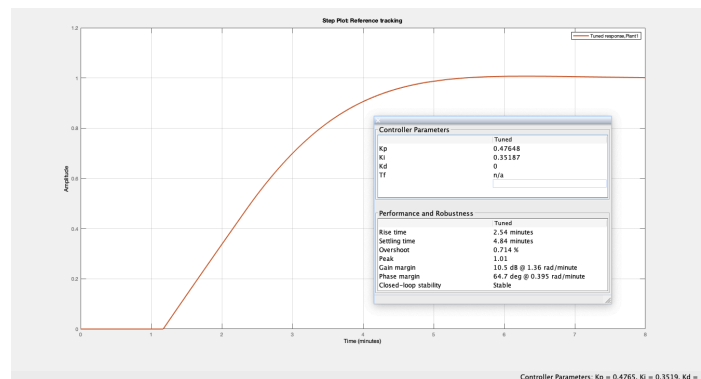 Step Plot: Reference tracking
Tuned response,Plant1
1.2
1
0.8
0.6
0.4
0.2
0
Amplitude
0 1 2 3 4 5 6 7 8
Time (minutes)
Controller Parameters
Tuned
Kp 0.47648
Ki 0.35187
Kd 0
Tf n/a
Performance and Robustness
Tuned
Rise time 2.54 minutes
Settling time 4.84 minutes
Overshoot 0.714 %
Peak 1.01
Gain margin 10.5 dB @ 1.36 rad/minute
Phase margin 64.7 deg @ 0.395 rad/minute
Closed-loop stability Stable
Controller Parameters: Kp = 0.4765, Ki = 0.3519, Kd =